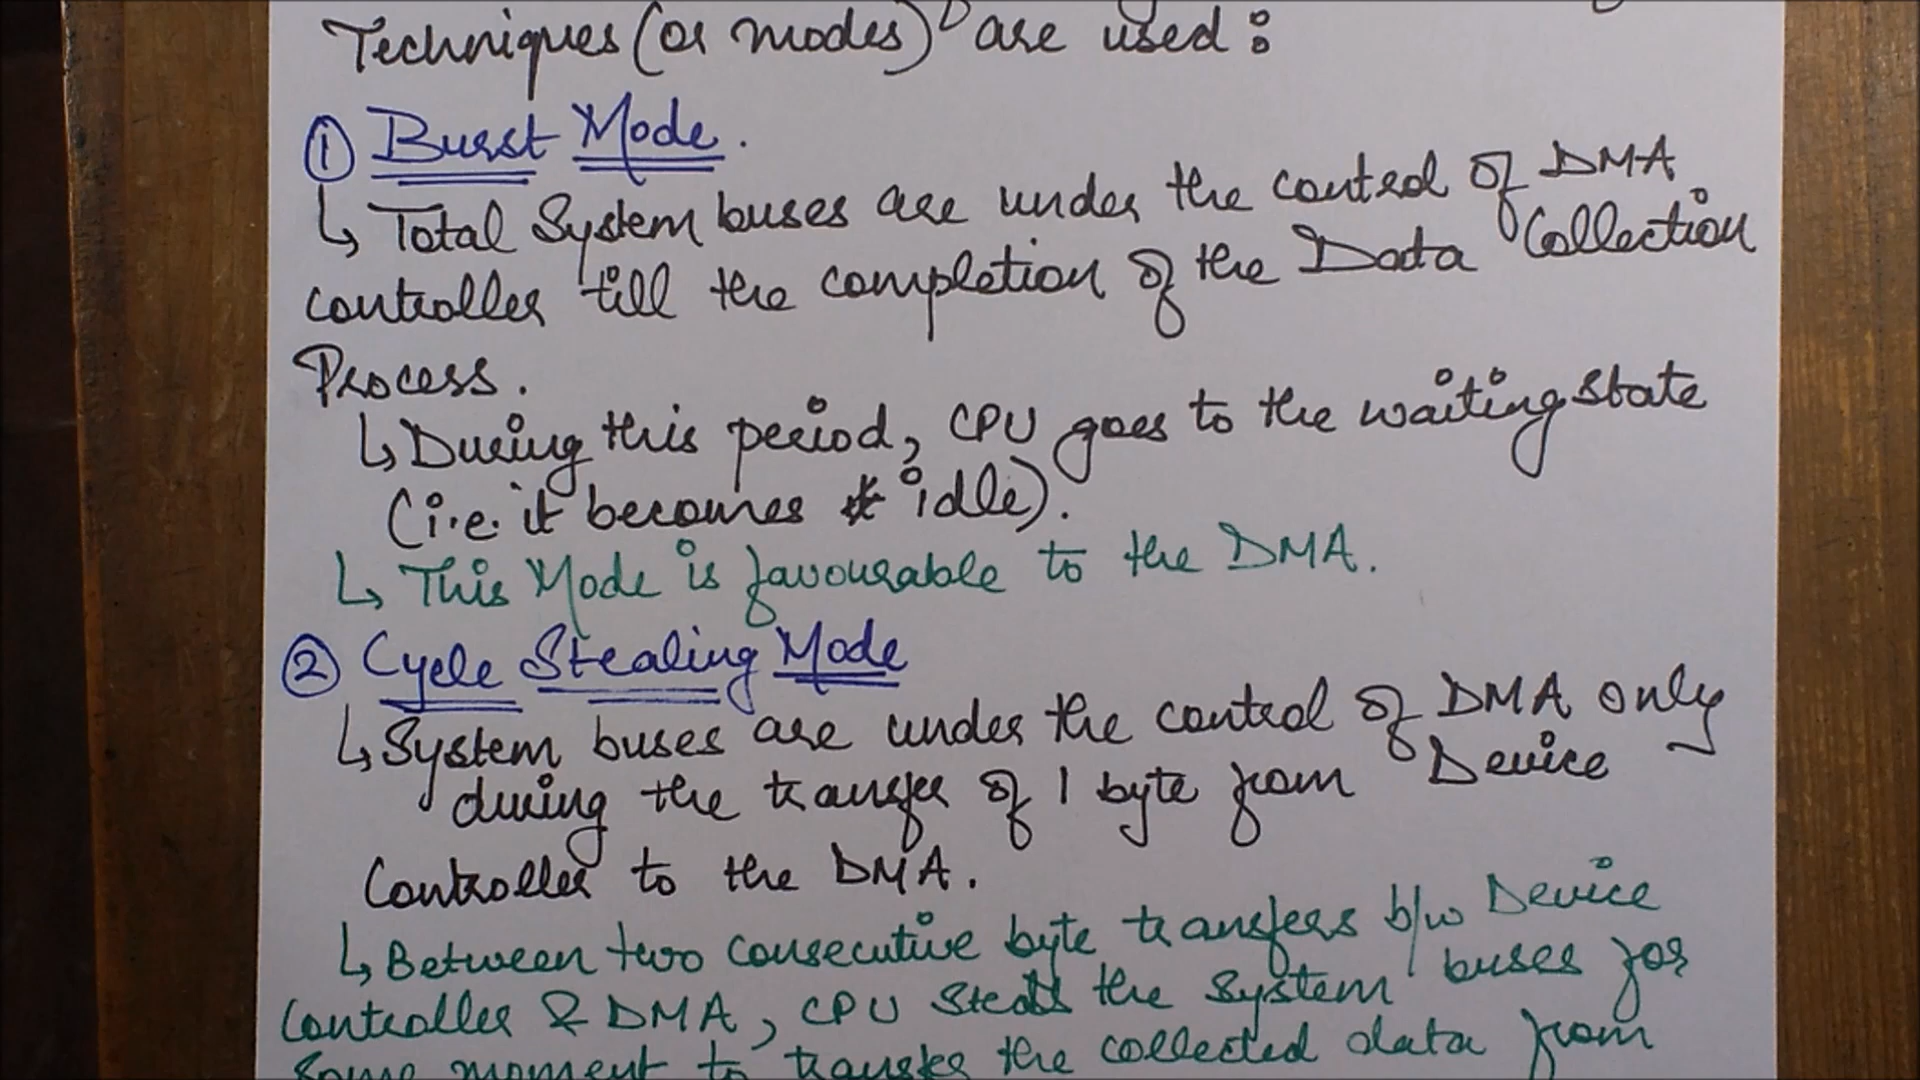 Techniques (or modes) are used :
① Burst Mode.
↳ Total System buses are under the control of DMA
controller till the completion of the Data Collection
Process.
↳ During this period, CPU goes to the waiting state
(i.e. it becomes idle).
↳ This Mode is favourable to the DMA.
② Cycle Stealing Mode
↳ System buses are under the control of DMA only
during the transfer of 1 byte from Device
Controller to the DMA.
↳ Between two consecutive byte transfers b/w Device
Controller & DMA, CPU Steals the System buses for
Some moment to transfer the collected data from